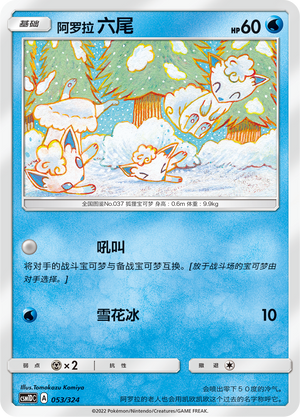 基础
阿罗拉 六尾
HP60
全国图鉴No.037 狐狸宝可梦 身高：0.6m 体重：9.9kg
吼叫
将对手的战斗宝可梦与备战宝可梦互换。[放于战斗场的宝可梦由
对手选择。]
雪花冰 10
Illus.Tomokazu Komiya
弱点 ×2 抗性 撤退
CSM1DC A 053/324
会喷出零下50度的冷气。
阿罗拉的老人也会用凯欧凯欧这个过去的名字称呼它。
©2022 Pokémon/Nintendo/Creatures/GAME FREAK.